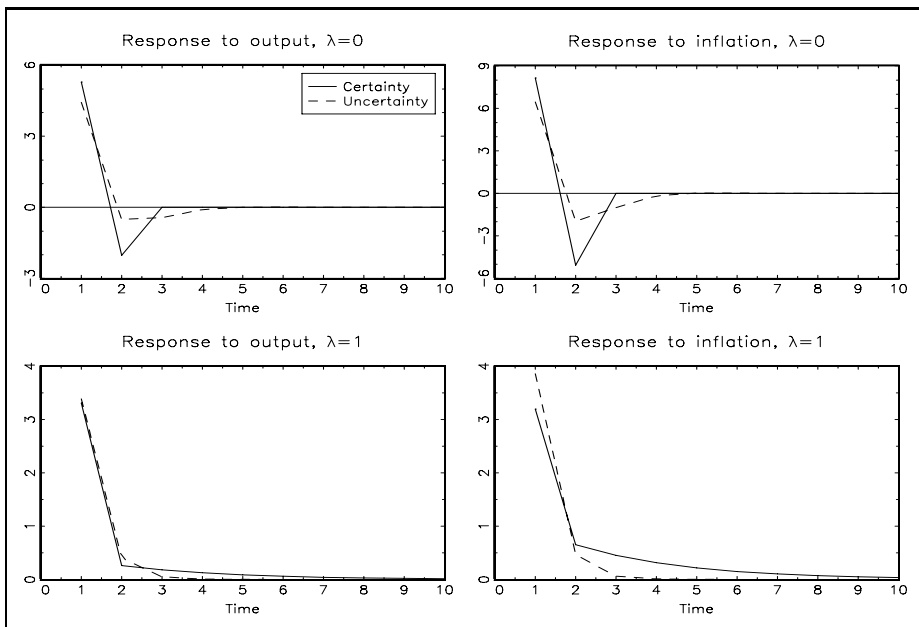 Response to output, λ=0
6
3
0
−3
Certainty
Uncertainty
0 1 2 3 4 5 6 7 8 9 10
Time
Response to inflation, λ=0
9
6
3
0
−3
−6
0 1 2 3 4 5 6 7 8 9 10
Time
Response to output, λ=1
4
3
2
1
0
0 1 2 3 4 5 6 7 8 9 10
Time
Response to inflation, λ=1
4
3
2
1
0
0 1 2 3 4 5 6 7 8 9 10
Time